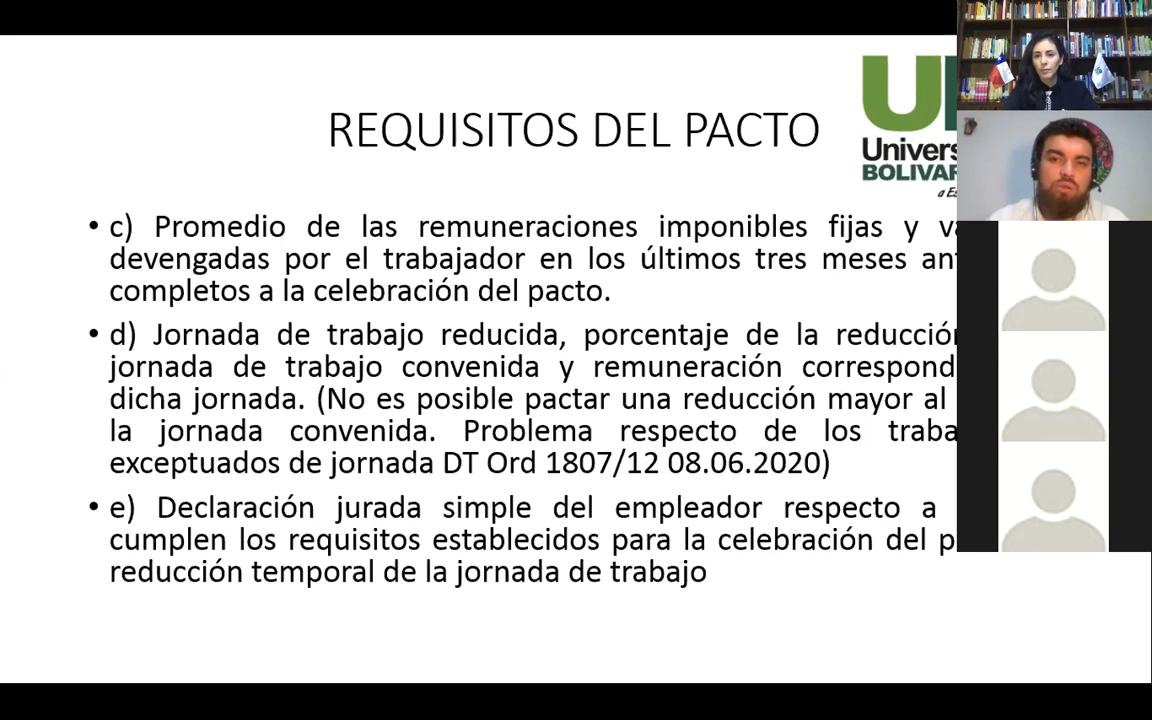 REQUISITOS DEL PACTO
U
Univers
BOLIVAR
• c) Promedio de las remuneraciones imponibles fijas y
devengadas por el trabajador en los últimos tres meses
completos a la celebración del pacto.
• d) Jornada de trabajo reducida, porcentaje de la reducción
jornada de trabajo convenida y remuneración
dicha jornada. (No es posible pactar una reducción mayor al
la jornada convenida. Problema respecto de los
exceptuados de jornada DT Ord 1807/12 08.06.2020)
• e) Declaración jurada simple del empleador respecto a
cumplen los requisitos establecidos para la celebración del
reducción temporal de la jornada de trabajo